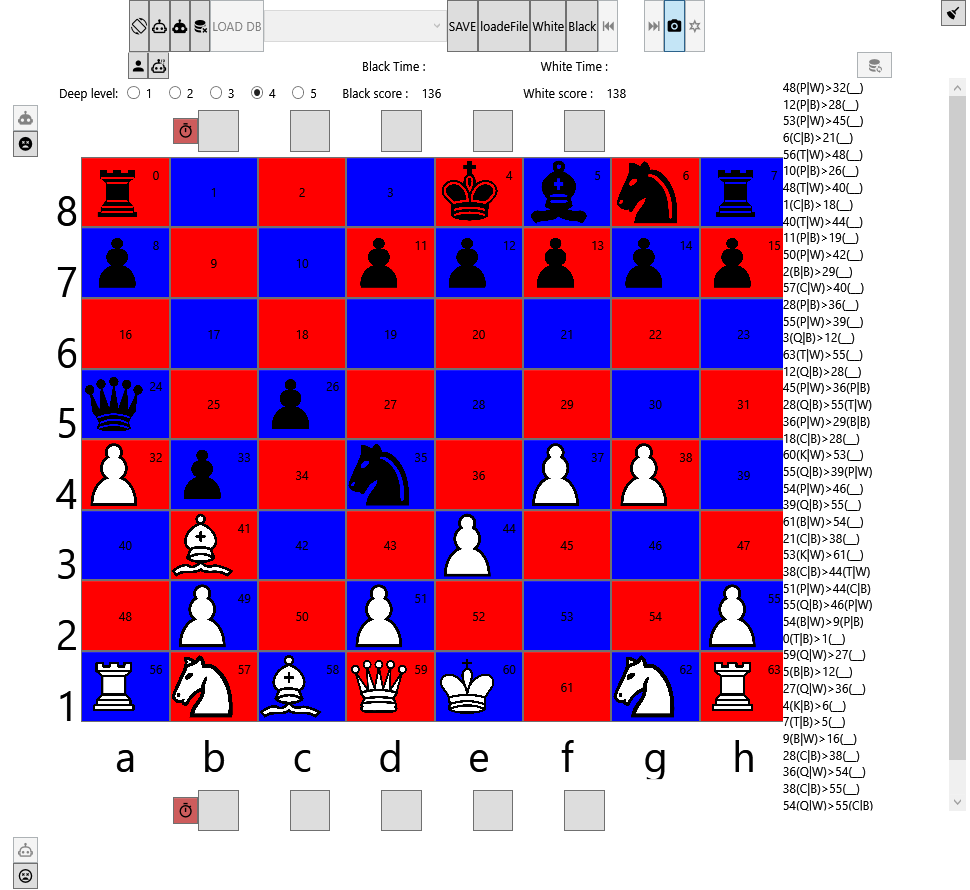 LOAD DB SAVE loadeFile White Black
Black Time : White Time :
Deep level: 1 2 3 4 5 Black score : 136 White score : 138
8 0 1 2 3 4 5 6 7
7 8 9 10 11 12 13 14 15
6 16 17 18 19 20 21 22 23
5 24 25 26 27 28 29 30 31
4 32 33 34 35 36 37 38 39
3 40 41 42 43 44 45 46 47
2 48 49 50 51 52 53 54 55
1 56 57 58 59 60 61 62 63
a b c d e f g h
48(P|W)>32(__)
12(P|B)>28(__)
53(P|W)>45(__)
6(C|B)>21(__)
56(T|W)>48(__)
10(P|B)>26(__)
48(T|W)>40(__)
1(C|B)>18(__)
40(T|W)>44(__)
11(P|B)>19(__)
50(P|W)>42(__)
2(B|B)>29(__)
57(C|W)>40(__)
28(P|B)>36(__)
55(P|W)>39(__)
3(Q|B)>12(__)
63(T|W)>55(__)
12(Q|B)>28(__)
45(P|W)>36(P|B)
28(Q|B)>55(T|W)
36(P|W)>29(B|B)
18(C|B)>28(__)
60(K|W)>53(__)
55(Q|B)>39(P|W)
54(P|W)>46(__)
39(Q|B)>55(__)
61(B|W)>54(__)
21(C|B)>38(__)
53(K|W)>61(__)
38(C|B)>44(T|W)
51(P|W)>44(C|B)
55(Q|B)>46(P|W)
54(B|W)>9(P|B)
0(T|B)>1(__)
59(Q|W)>27(__)
5(B|B)>12(__)
27(Q|W)>36(__)
4(K|B)>6(__)
7(T|B)>5(__)
9(B|W)>16(__)
28(C|B)>38(__)
36(Q|W)>54(__)
38(C|B)>55(__)
54(Q|W)>55(C|B)